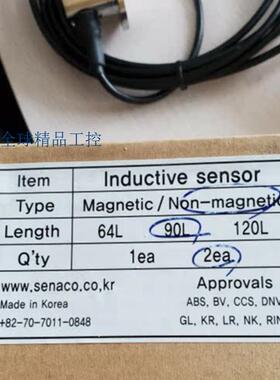 全球精品工控
Item Inductive sensor
Type Magnetic / Non-magnetic
Length 64L 90L 120L
Q'ty 1ea 2ea
www.senaco.co.kr Approvals
Made in Korea ABS, BV, CCS, DNV
+82-70-7011-0848 GL, KR, LR, NK, RIN